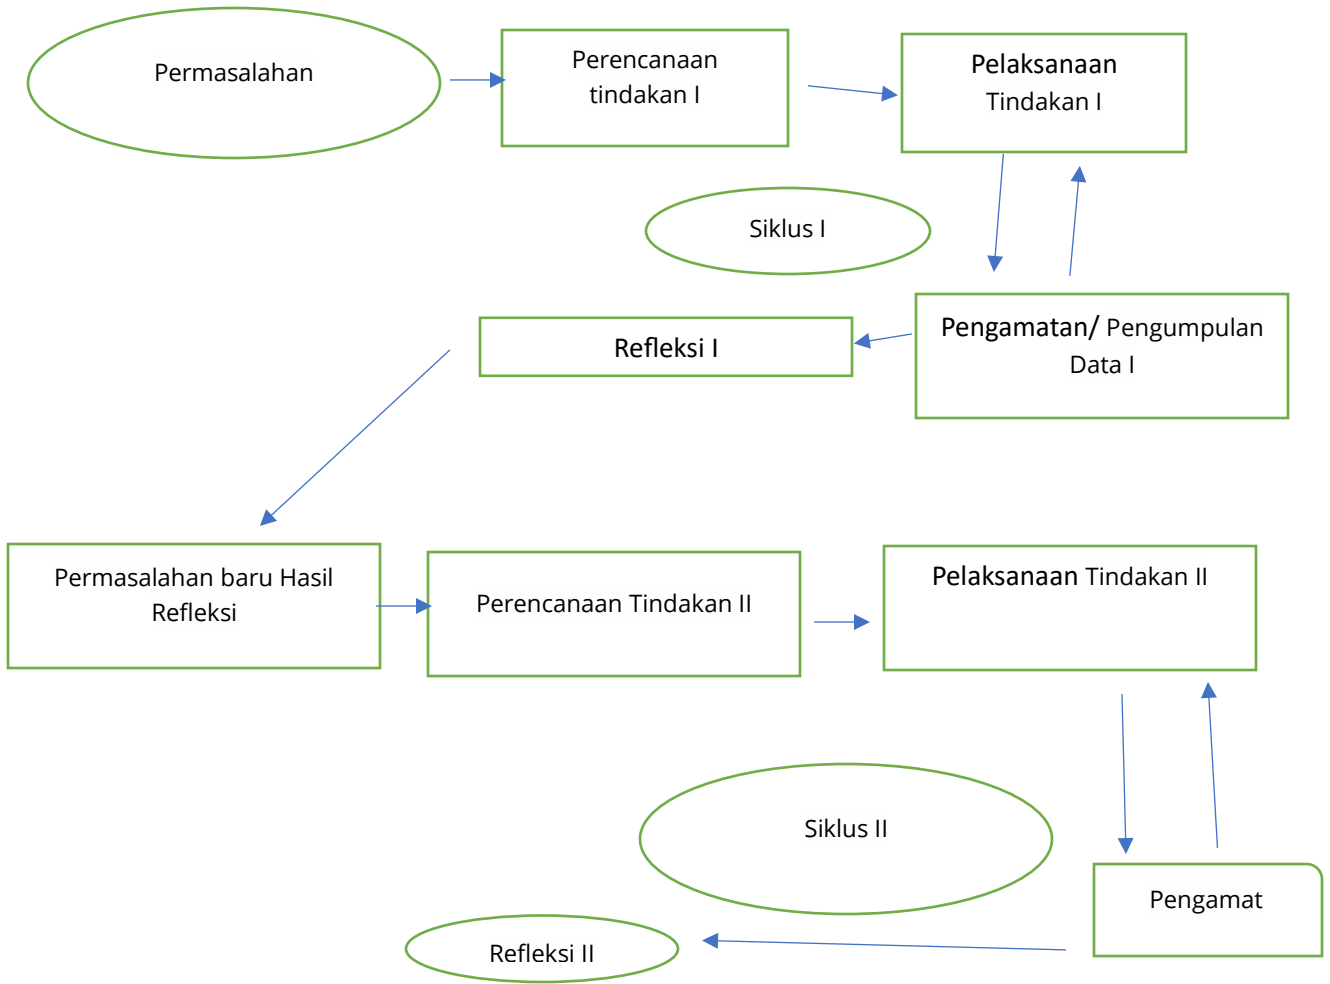 Permasalahan
Perencanaan
tindakan I
Pelaksanaan
Tindakan I
Siklus I
Pengamatan/ Pengumpulan
Data I
Refleksi I
Permasalahan baru Hasil
Refleksi
Perencanaan Tindakan II
Pelaksanaan Tindakan II
Siklus II
Pengamat
Refleksi II